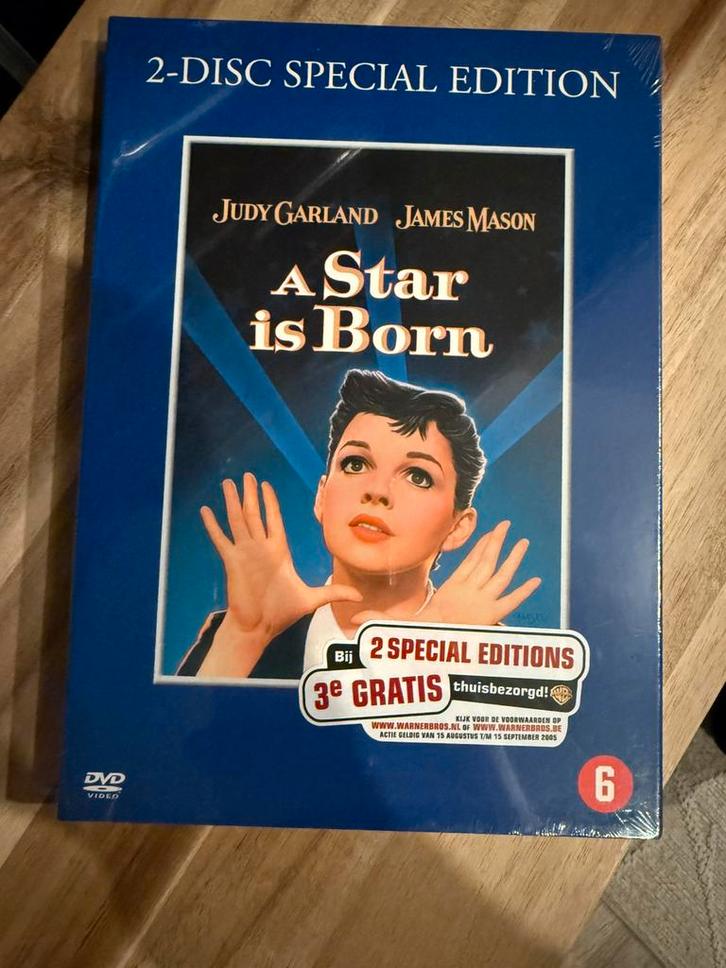 2-DISC SPECIAL EDITION
JUDY GARLAND JAMES MASON
A Star
is Born
Bij 2 SPECIAL EDITIONS
3e GRATIS thuisbezorgd!
KIJK VOOR DE VOORWAARDEN OP
WWW.WARNERBROS.NL OF WWW.WARNERBROS.BE
ACTIE GELDIG VAN 15 AUGUSTUS T/M 15 SEPTEMBER 2005
DVD
VIDEO
6